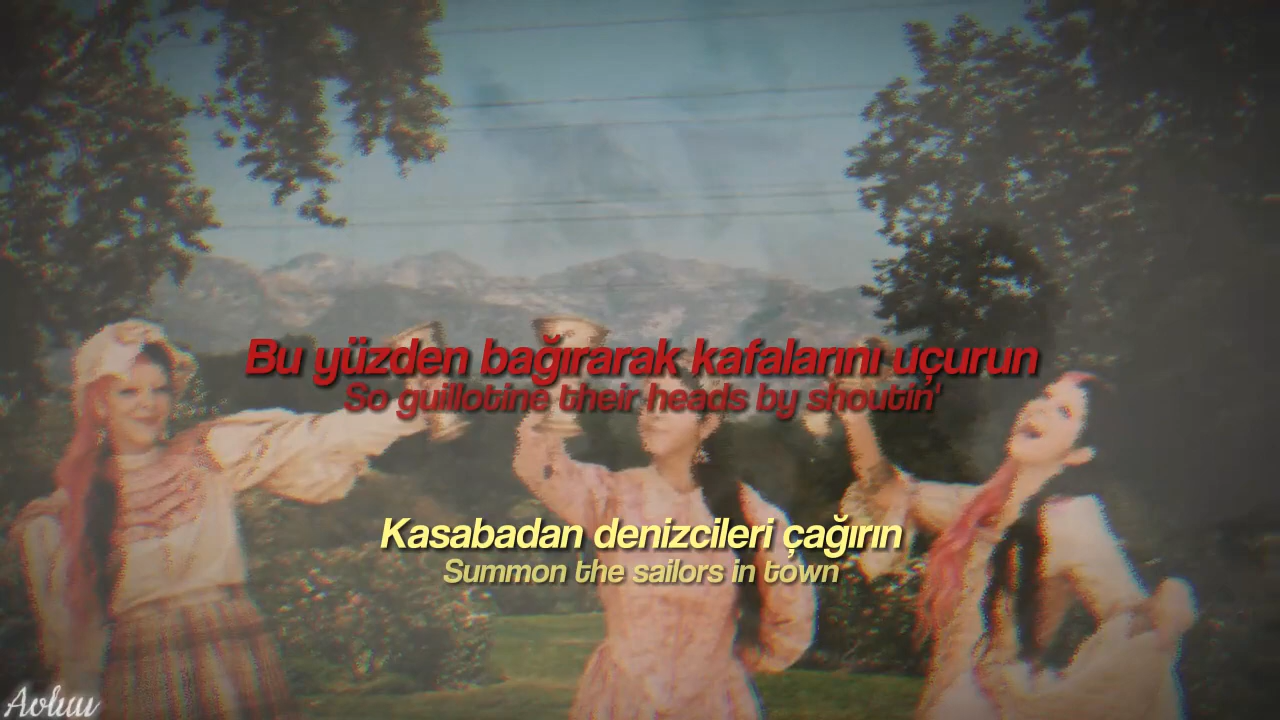 Bu yüzden bağırarak kafalarını uçurun
So guillotine their heads by shoutin'
Kasabadan denizcileri çağırın
Summon the sailors in town
Aoluu